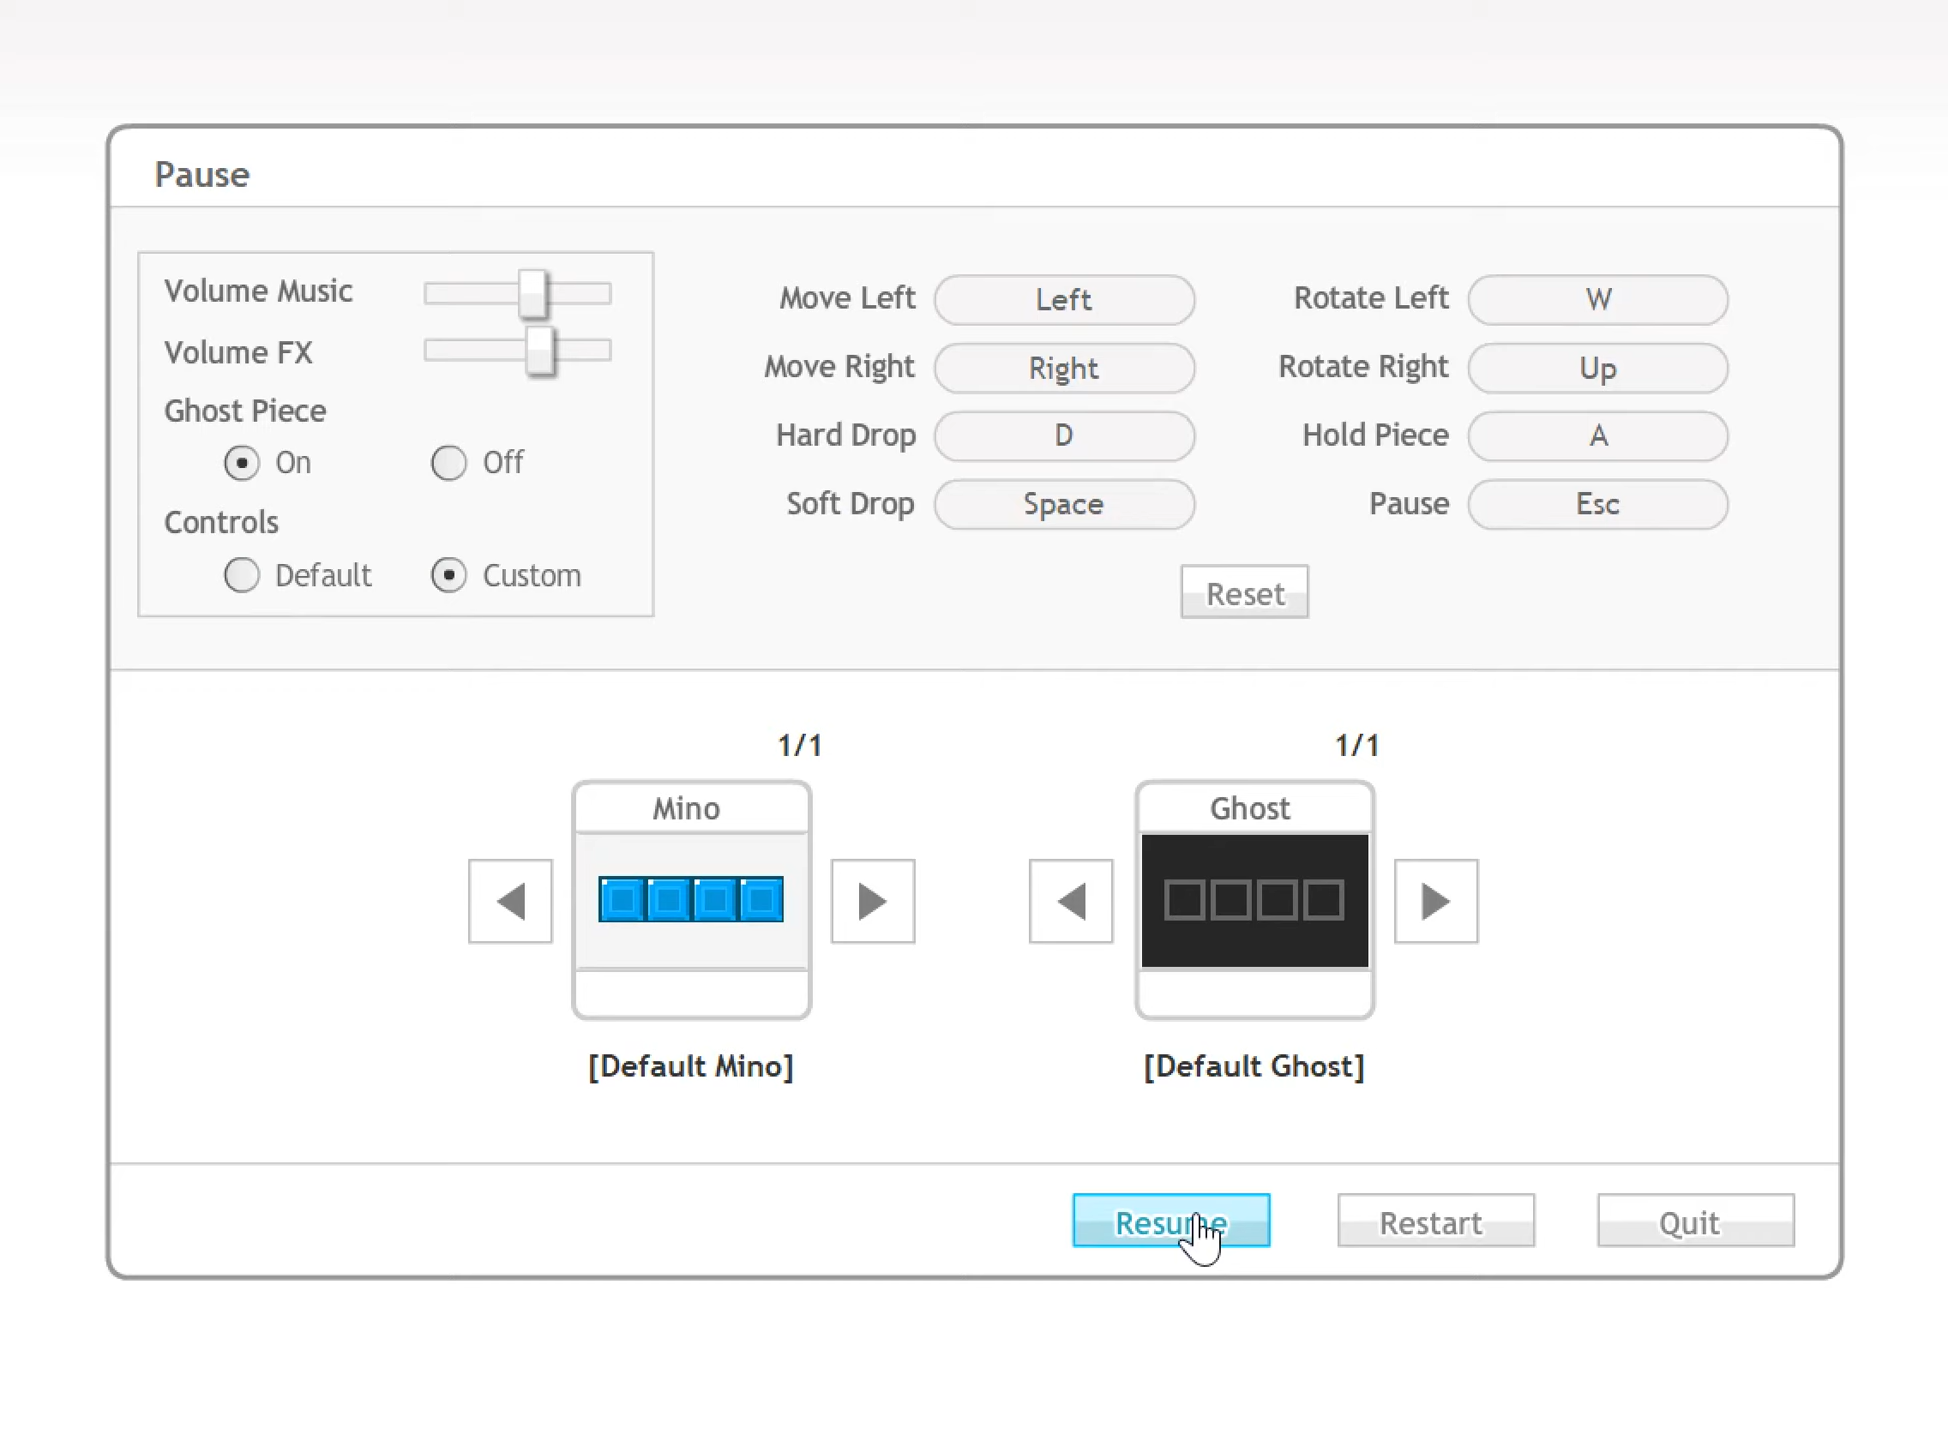 Pause
Volume Music
Volume FX
Ghost Piece
On Off
Controls
Default Custom
Move Left Left
Move Right Right
Hard Drop D
Soft Drop Space
Rotate Left W
Rotate Right Up
Hold Piece A
Pause Esc
Reset
1/1
Mino
[Default Mino]
1/1
Ghost
[Default Ghost]
Resume Restart Quit